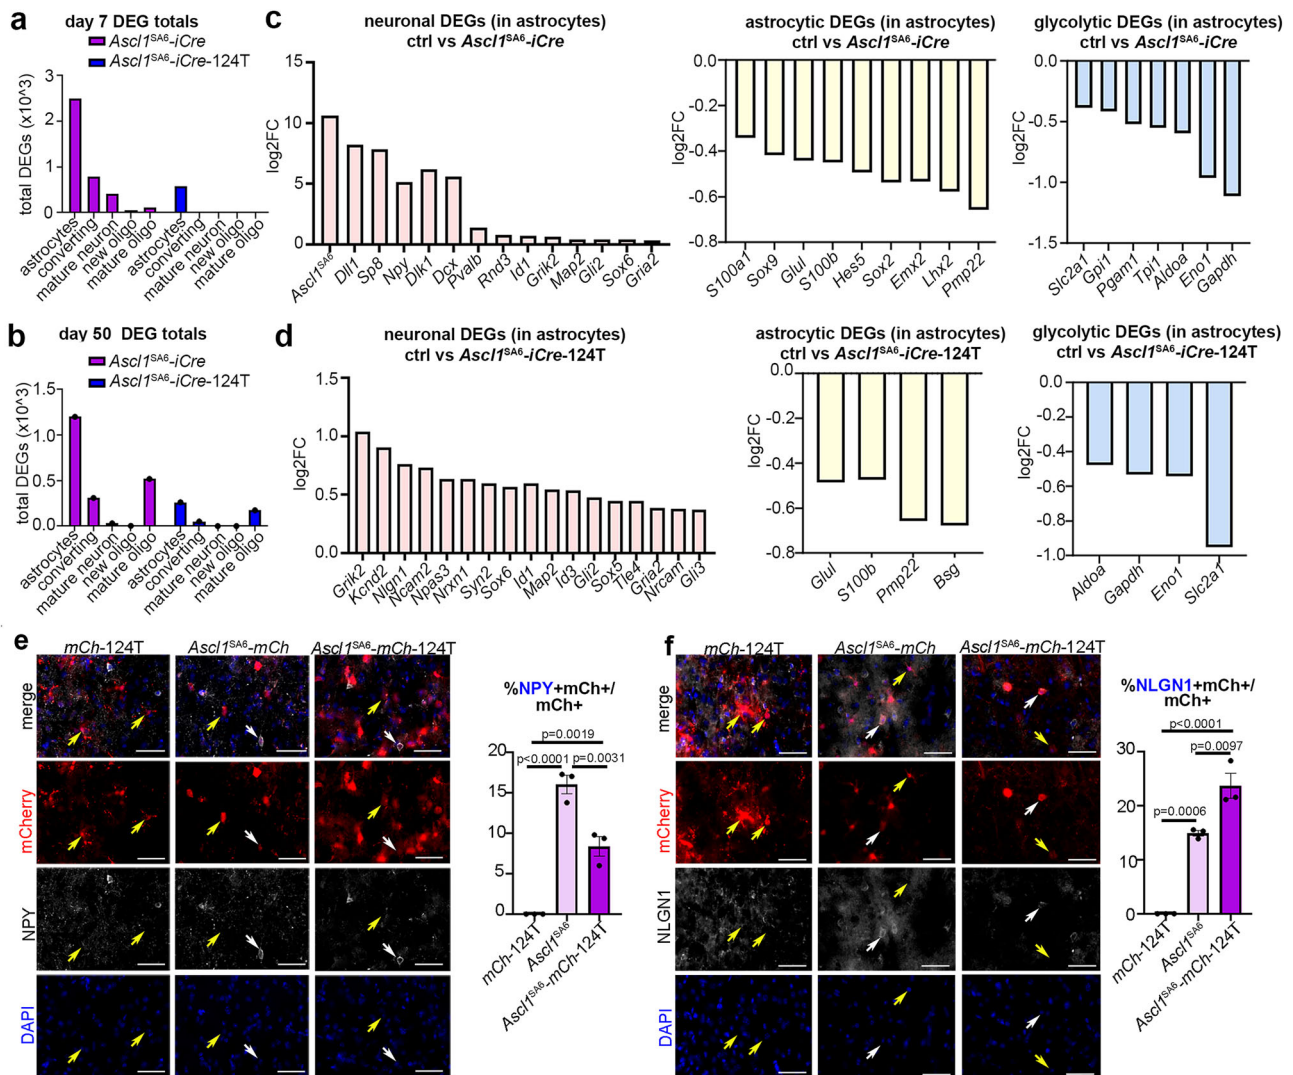 a
day 7 DEG totals
Ascl1SA6-iCre
Ascl1SA6-iCre-124T
total DEGs (x10^3)
3
2
1
0
astrocytes
converting
mature neuron
new oligo
mature oligo
astrocytes
converting
mature neuron
new oligo
mature oligo
c
neuronal DEGs (in astrocytes)
ctrl vs Ascl1SA6-iCre
log2FC
15
10
5
0
Ascl1SA6
Dll1
Sp8
Npy
Dlk1
Dcx
Pvalb
Rnd3
Id1
Grik2
Map2
Gli2
Sox6
Gria2
astrocytic DEGs (in astrocytes)
ctrl vs Ascl1SA6-iCre
log2FC
0.0
-0.2
-0.4
-0.6
-0.8
S100a1
Sox9
Glul
S100b
Hes5
Sox2
Emx2
Lhx2
Pmp22
glycolytic DEGs (in astrocytes)
ctrl vs Ascl1SA6-iCre
log2FC
0.0
-0.5
-1.0
-1.5
Slc2a1
Gpi1
Pgam1
Tpi1
Aldoa
Eno1
Gapdh
b
day 50 DEG totals
Ascl1SA6-iCre
Ascl1SA6-iCre-124T
total DEGs (x10^3)
1.5
1.0
0.5
0.0
astrocytes
converting
mature neuron
new oligo
mature oligo
astrocytes
converting
mature neuron
new oligo
mature oligo
d
neuronal DEGs (in astrocytes)
ctrl vs Ascl1SA6-iCre-124T
log2FC
1.5
1.0
0.5
0.0
Grik2
Kcnd2
Nlgn1
Ncam2
Npas3
Nrxn1
Syn2
Sox6
Id1
Map2
Id3
Gli2
Sox5
Tle4
Gria2
Nrcam
Gli3
astrocytic DEGs (in astrocytes)
ctrl vs Ascl1SA6-iCre-124T
log2FC
0.0
-0.2
-0.4
-0.6
-0.8
Glul
S100b
Pmp22
Bsg
glycolytic DEGs (in astrocytes)
ctrl vs Ascl1SA6-iCre-124T
log2FC
0.0
-0.2
-0.4
-0.6
-0.8
-1.0
Aldoa
Gapdh
Eno1
Slc2a1
e
mCh-124T
Ascl1SA6-mCh
Ascl1SA6-mCh-124T
merge
mCherry
NPY
DAPI
%NPY+mCh+/
mCh+
p=0.0019
p<0.0001
p=0.0031
20
15
10
5
0
mCh-124T
Ascl1SA6
Ascl1SA6-mCh-124T
f
mCh-124T
Ascl1SA6-mCh
Ascl1SA6-mCh-124T
merge
mCherry
NLGN1
DAPI
%NLGN1+mCh+/
mCh+
p<0.0001
p=0.0097
p=0.0006
30
20
10
0
mCh-124T
Ascl1SA6
Ascl1SA6-mCh-124T